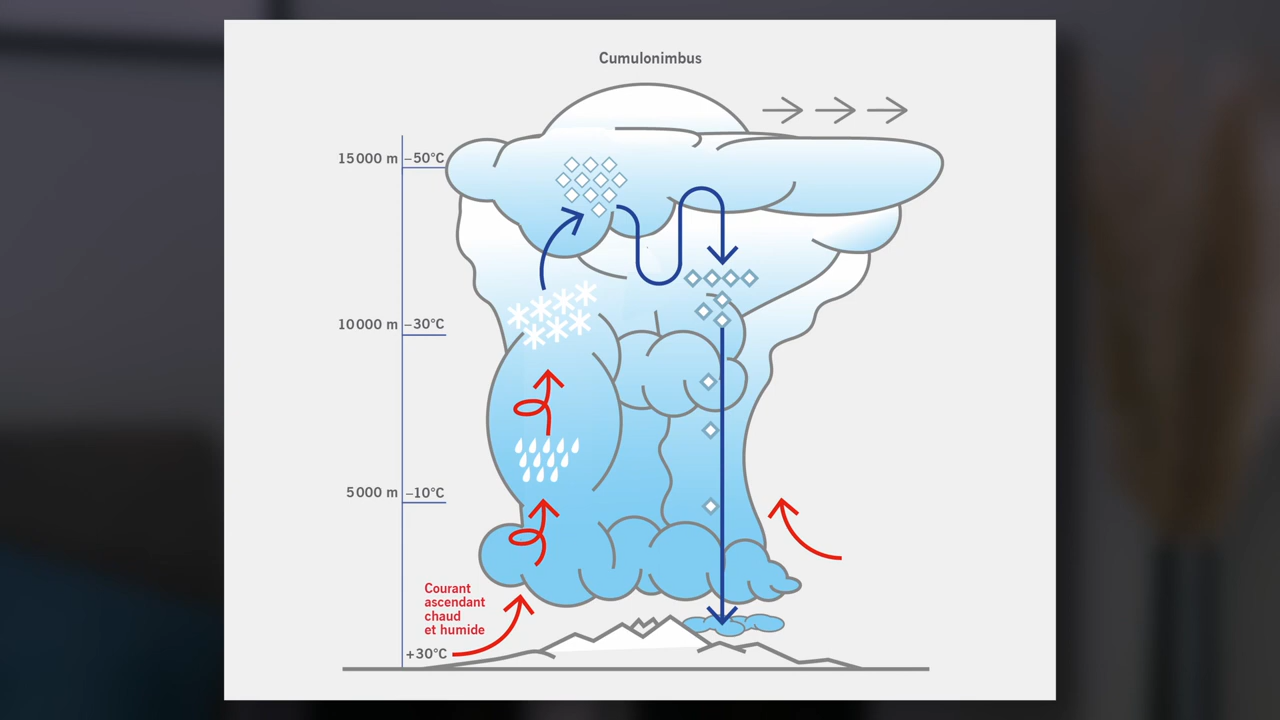 Cumulonimbus
15000 m –50°C
10000 m –30°C
5000 m –10°C
Courant
ascendant
chaud
et humide
+30°C